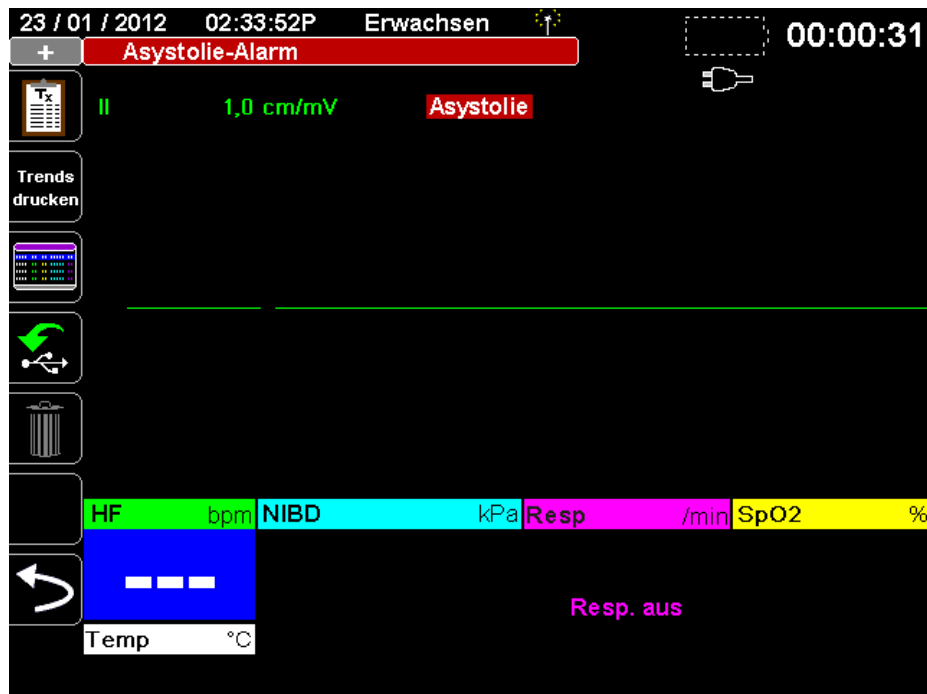 23 / 01 / 2012 02:33:52P Erwachsen 00:00:31
+ Asystolie-Alarm
Tx
II 1,0 cm/mV Asystolie
Trends
drucken
HF bpm NIBD kPa Resp /min SpO2 %
---
Resp. aus
Temp °C